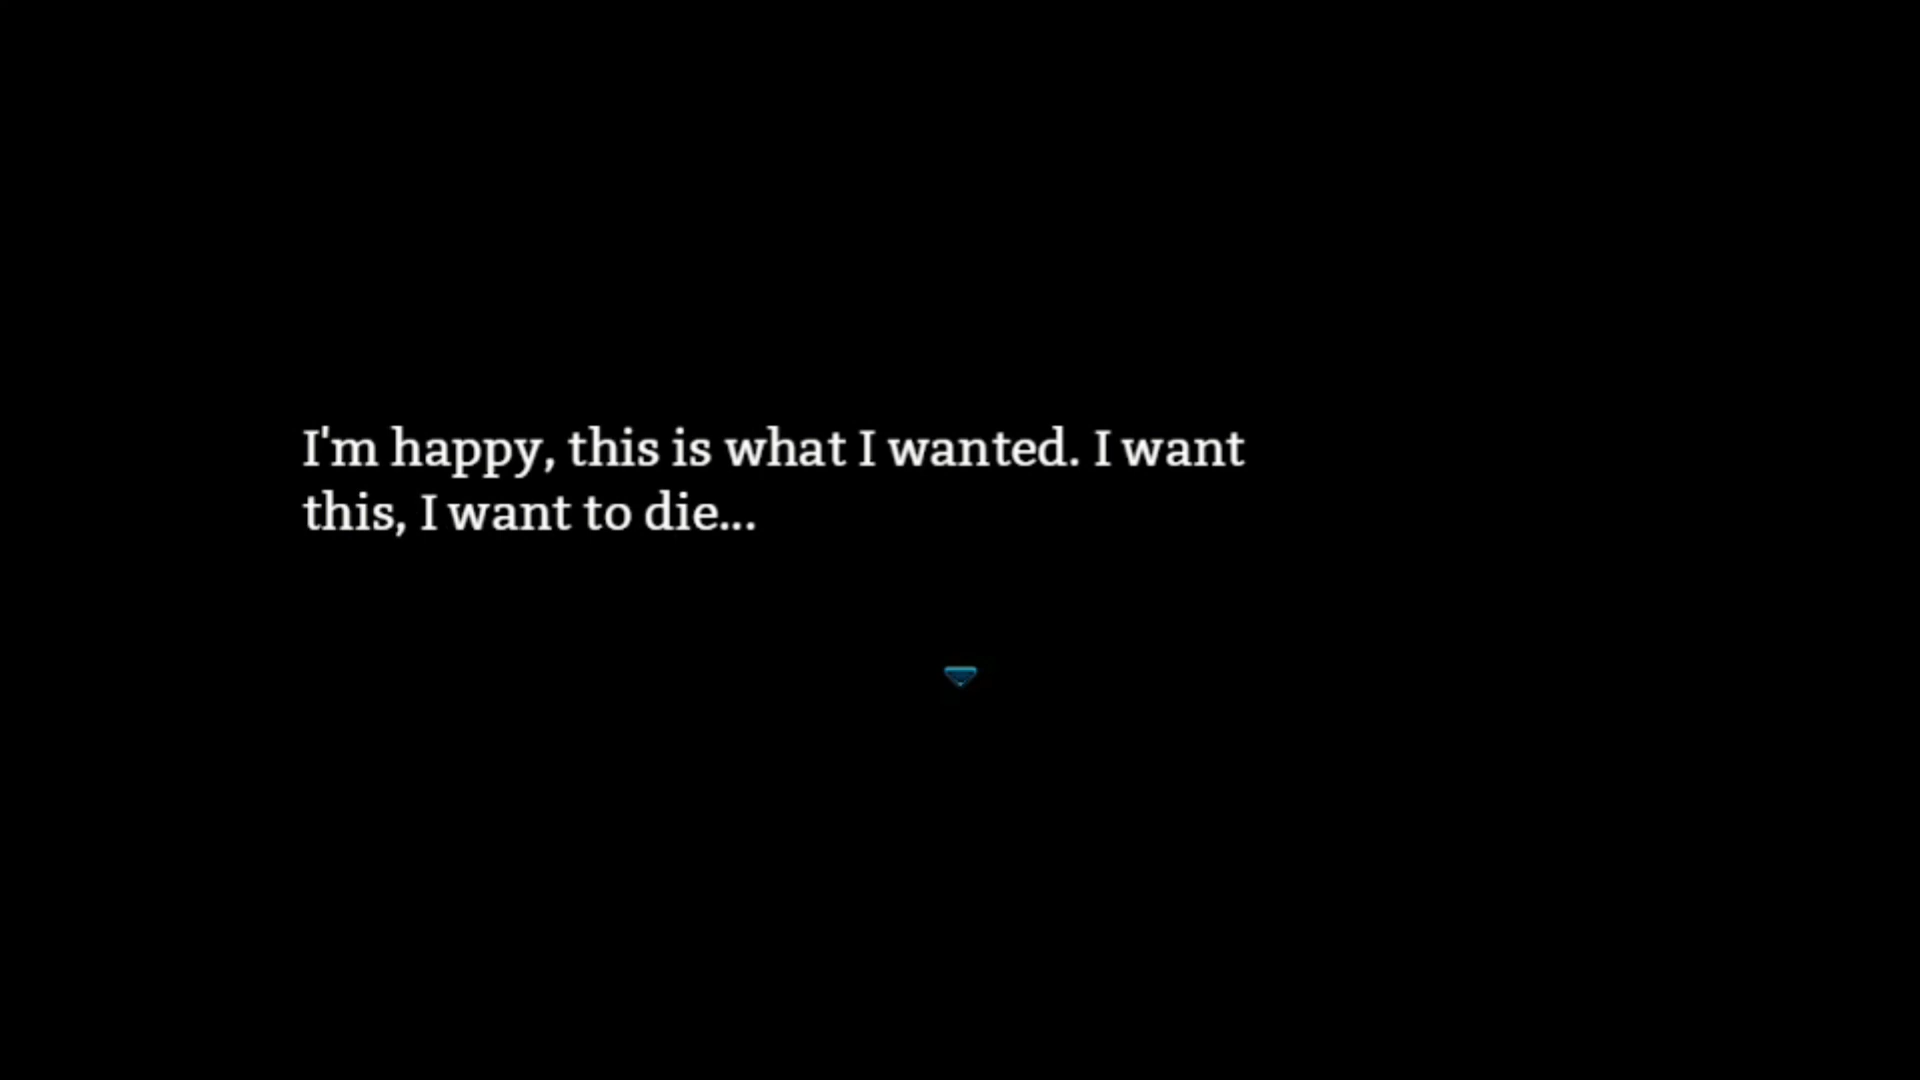 I'm happy, this is what I wanted. I want
this, I want to die...